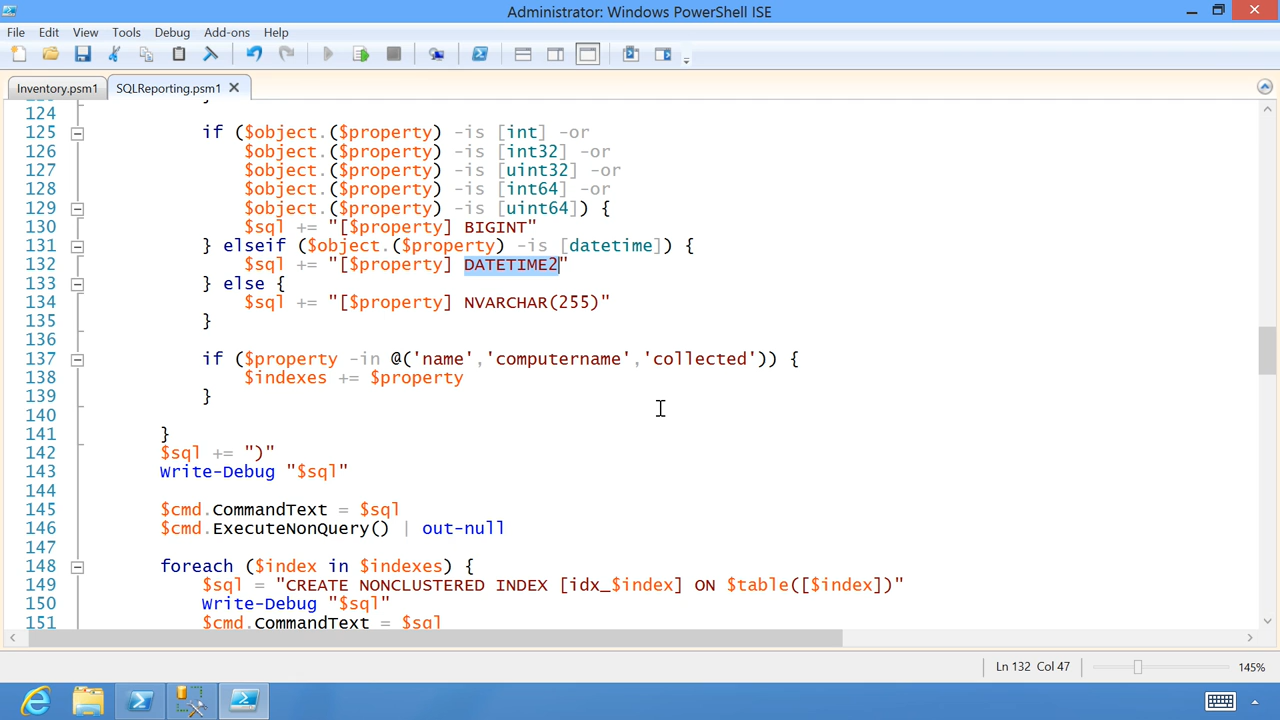 Administrator: Windows PowerShell ISE
File Edit View Tools Debug Add-ons Help
Inventory.psm1 SQLReporting.psm1
124
125 if ($object.($property) -is [int] -or
126 $object.($property) -is [int32] -or
127 $object.($property) -is [uint32] -or
128 $object.($property) -is [int64] -or
129 $object.($property) -is [uint64]) {
130 $sql += "[$property] BIGINT"
131 } elseif ($object.($property) -is [datetime]) {
132 $sql += "[$property] DATETIME2"
133 } else {
134 $sql += "[$property] NVARCHAR(255)"
135 }
136
137 if ($property -in @('name','computername','collected')) {
138 $indexes += $property
139 }
140
141 }
142 $sql += ")"
143 Write-Debug "$sql"
144
145 $cmd.CommandText = $sql
146 $cmd.ExecuteNonQuery() | out-null
147
148 foreach ($index in $indexes) {
149 $sql = "CREATE NONCLUSTERED INDEX [idx_$index] ON $table([$index])"
150 Write-Debug "$sql"
151 $cmd.CommandText = $sql
Ln 132 Col 47 145%